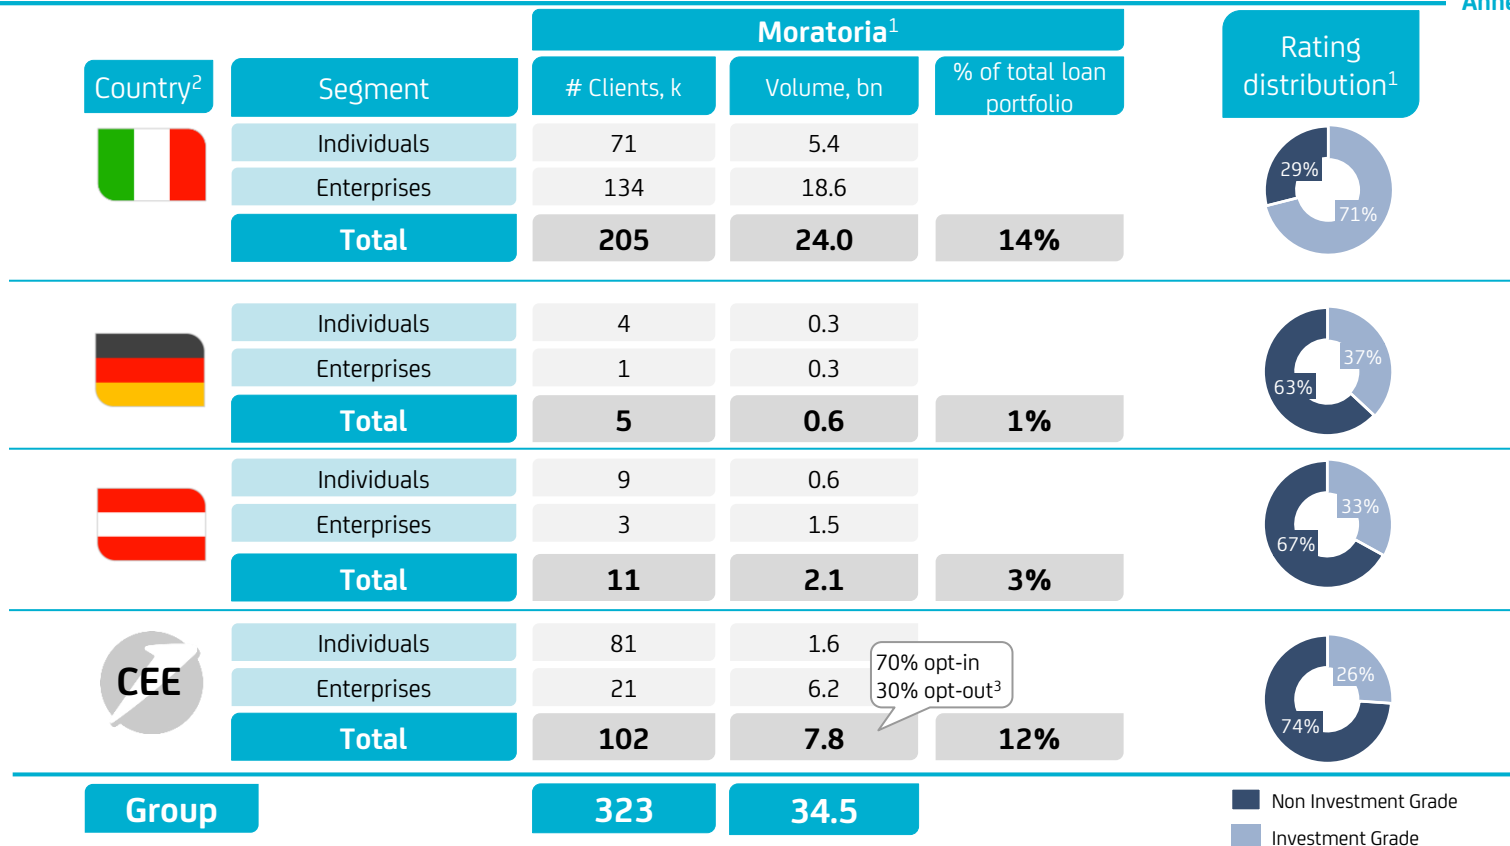 Moratoria¹
Rating
distribution¹
Country²
Segment
# Clients, k
Volume, bn
% of total loan
portfolio
Individuals
71
5.4
Enterprises
134
18.6
Total
205
24.0
14%
29%
71%
Individuals
4
0.3
Enterprises
1
0.3
Total
5
0.6
1%
37%
63%
Individuals
9
0.6
Enterprises
3
1.5
Total
11
2.1
3%
33%
67%
CEE
Individuals
81
1.6
Enterprises
21
6.2
70% opt-in
30% opt-out³
Total
102
7.8
12%
26%
74%
Group
323
34.5
Non Investment Grade
Investment Grade